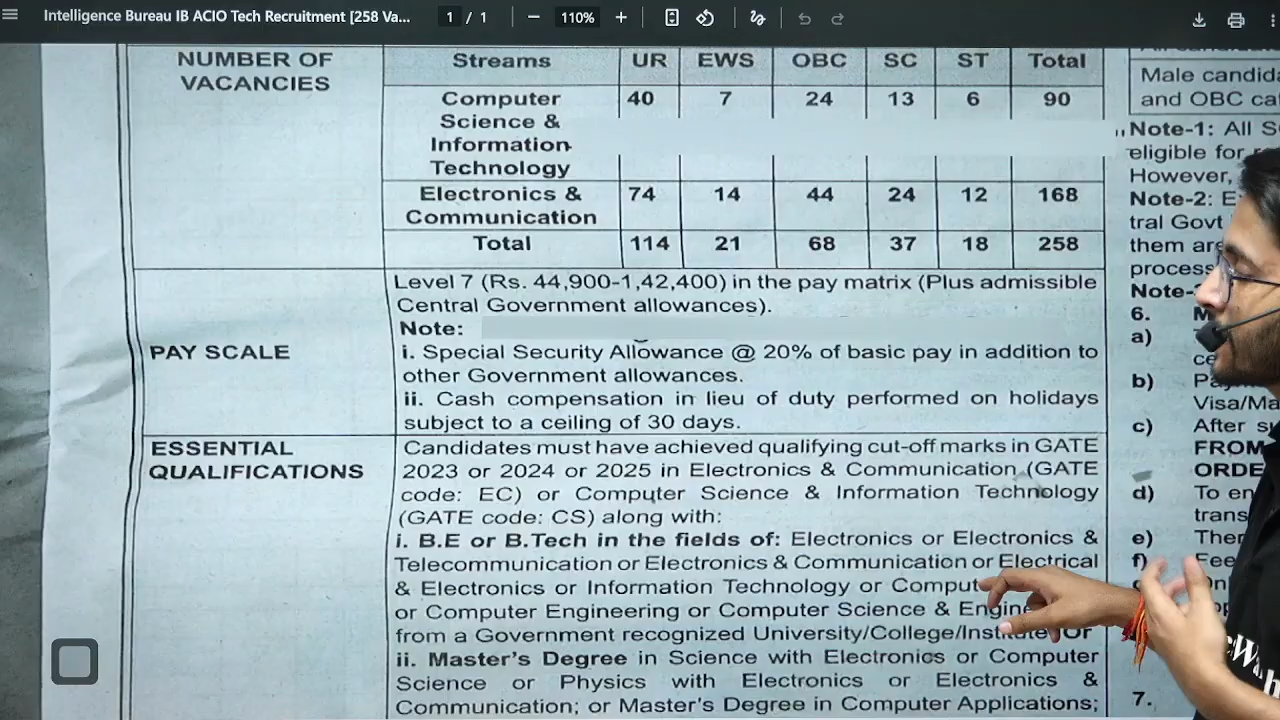 Intelligence Bureau IB ACIO Tech Recruitment [258 Va...
1 / 1
110%
NUMBER OF VACANCIES
Streams UR EWS OBC SC ST Total
Computer 40 7 24 13 6 90
Science &
Information
Technology
Electronics & 74 14 44 24 12 168
Communication
Total 114 21 68 37 18 258
PAY SCALE
Level 7 (Rs. 44,900-1,42,400) in the pay matrix (Plus admissible
Central Government allowances).
Note:
i. Special Security Allowance @ 20% of basic pay in addition to
other Government allowances.
ii. Cash compensation in lieu of duty performed on holidays
subject to a ceiling of 30 days.
ESSENTIAL
QUALIFICATIONS
Candidates must have achieved qualifying cut-off marks in GATE
2023 or 2024 or 2025 in Electronics & Communication (GATE
code: EC) or Computer Science & Information Technology
(GATE code: CS) along with:
i. B.E or B.Tech in the fields of: Electronics or Electronics &
Telecommunication or Electronics & Communication or Electrical
& Electronics or Information Technology or Comput
or Computer Engineering or Computer Science & Engine
from a Government recognized University/College/Institute; Or
ii. Master's Degree in Science with Electronics or Computer
Science or Physics with Electronics or Electronics &
Communication; or Master's Degree in Computer Applications;
Male candida
and OBC ca
Note-1: All S
eligible for
However,
Note-2: E
tral Govt
them are
process
Note-
6. M
a)
ce
b) Pay
Visa/Ma
c) After s
FROM
ORDE
d) To en
trans
e) Ther
f) Fee
7.